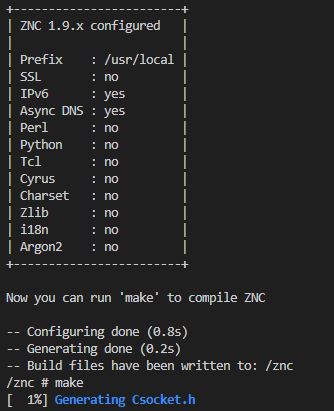 +------------------------+
| ZNC 1.9.x configured   |
|                        |
| Prefix    : /usr/local |
| SSL       : no         |
| IPv6      : yes        |
| Async DNS : yes        |
| Perl      : no         |
| Python    : no         |
| Tcl       : no         |
| Cyrus     : no         |
| Charset   : no         |
| Zlib      : no         |
| i18n      : no         |
| Argon2    : no         |
+------------------------+
Now you can run 'make' to compile ZNC
-- Configuring done (0.8s)
-- Generating done (0.2s)
-- Build files have been written to: /znc
/znc # make
[  1%] Generating Csocket.h